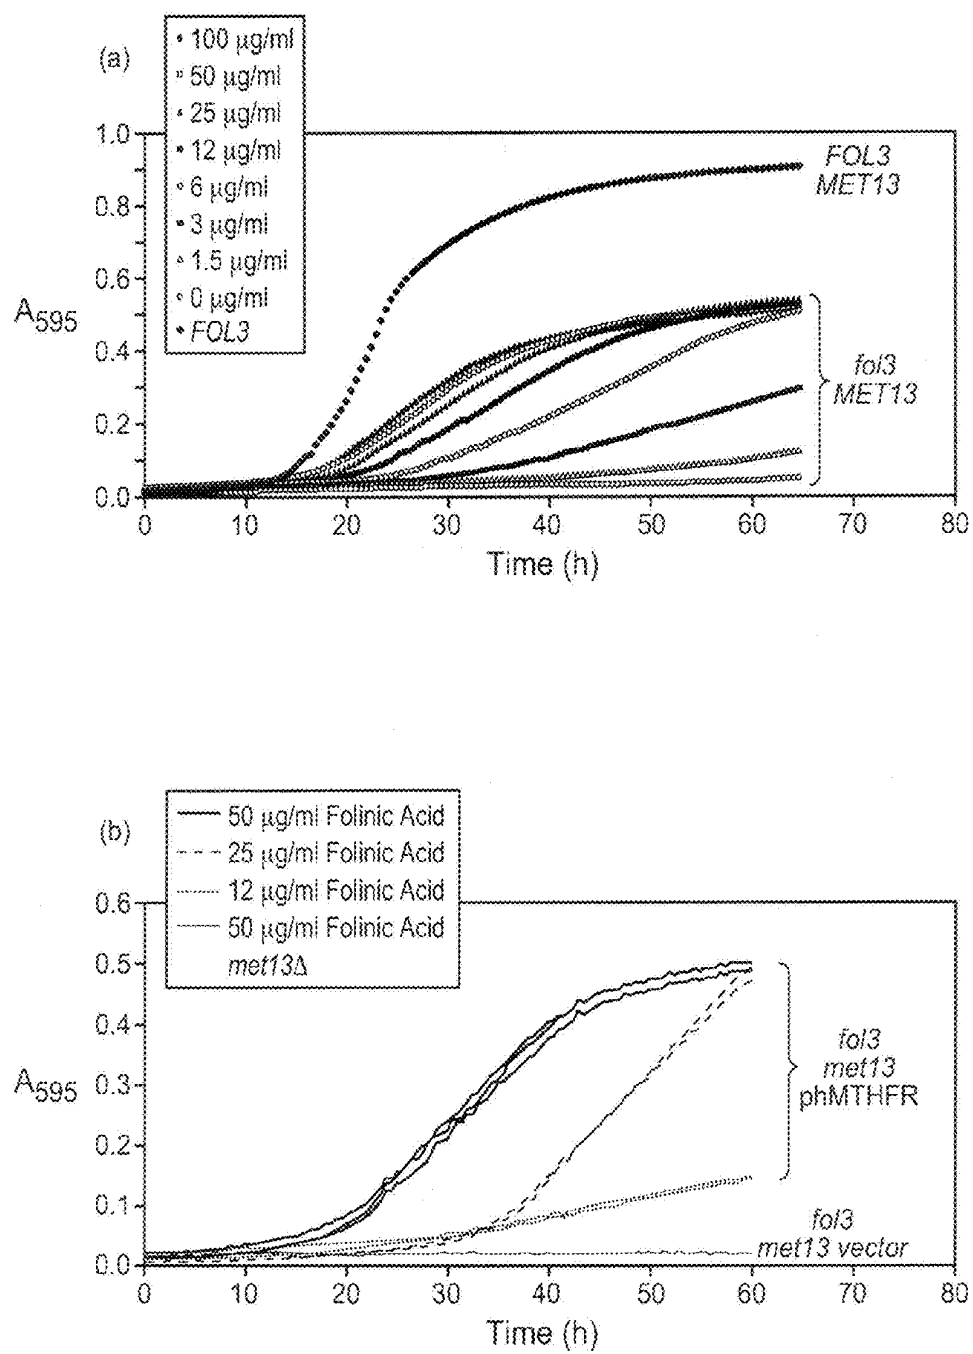 (a)
100 µg/ml
50 µg/ml
25 µg/ml
12 µg/ml
6 µg/ml
3 µg/ml
1.5 µg/ml
0 µg/ml
FOL3
1.0
0.8
0.6
0.4
0.2
0.0
A595
FOL3
MET13
fol3
MET13
0 10 20 30 40 50 60 70 80
Time (h)
(b)
50 µg/ml Folinic Acid
25 µg/ml Folinic Acid
12 µg/ml Folinic Acid
50 µg/ml Folinic Acid
met13Δ
0.6
0.5
0.4
0.3
0.2
0.1
0.0
A595
fol3
met13
phMTHFR
fol3
met13 vector
0 10 20 30 40 50 60 70 80
Time (h)